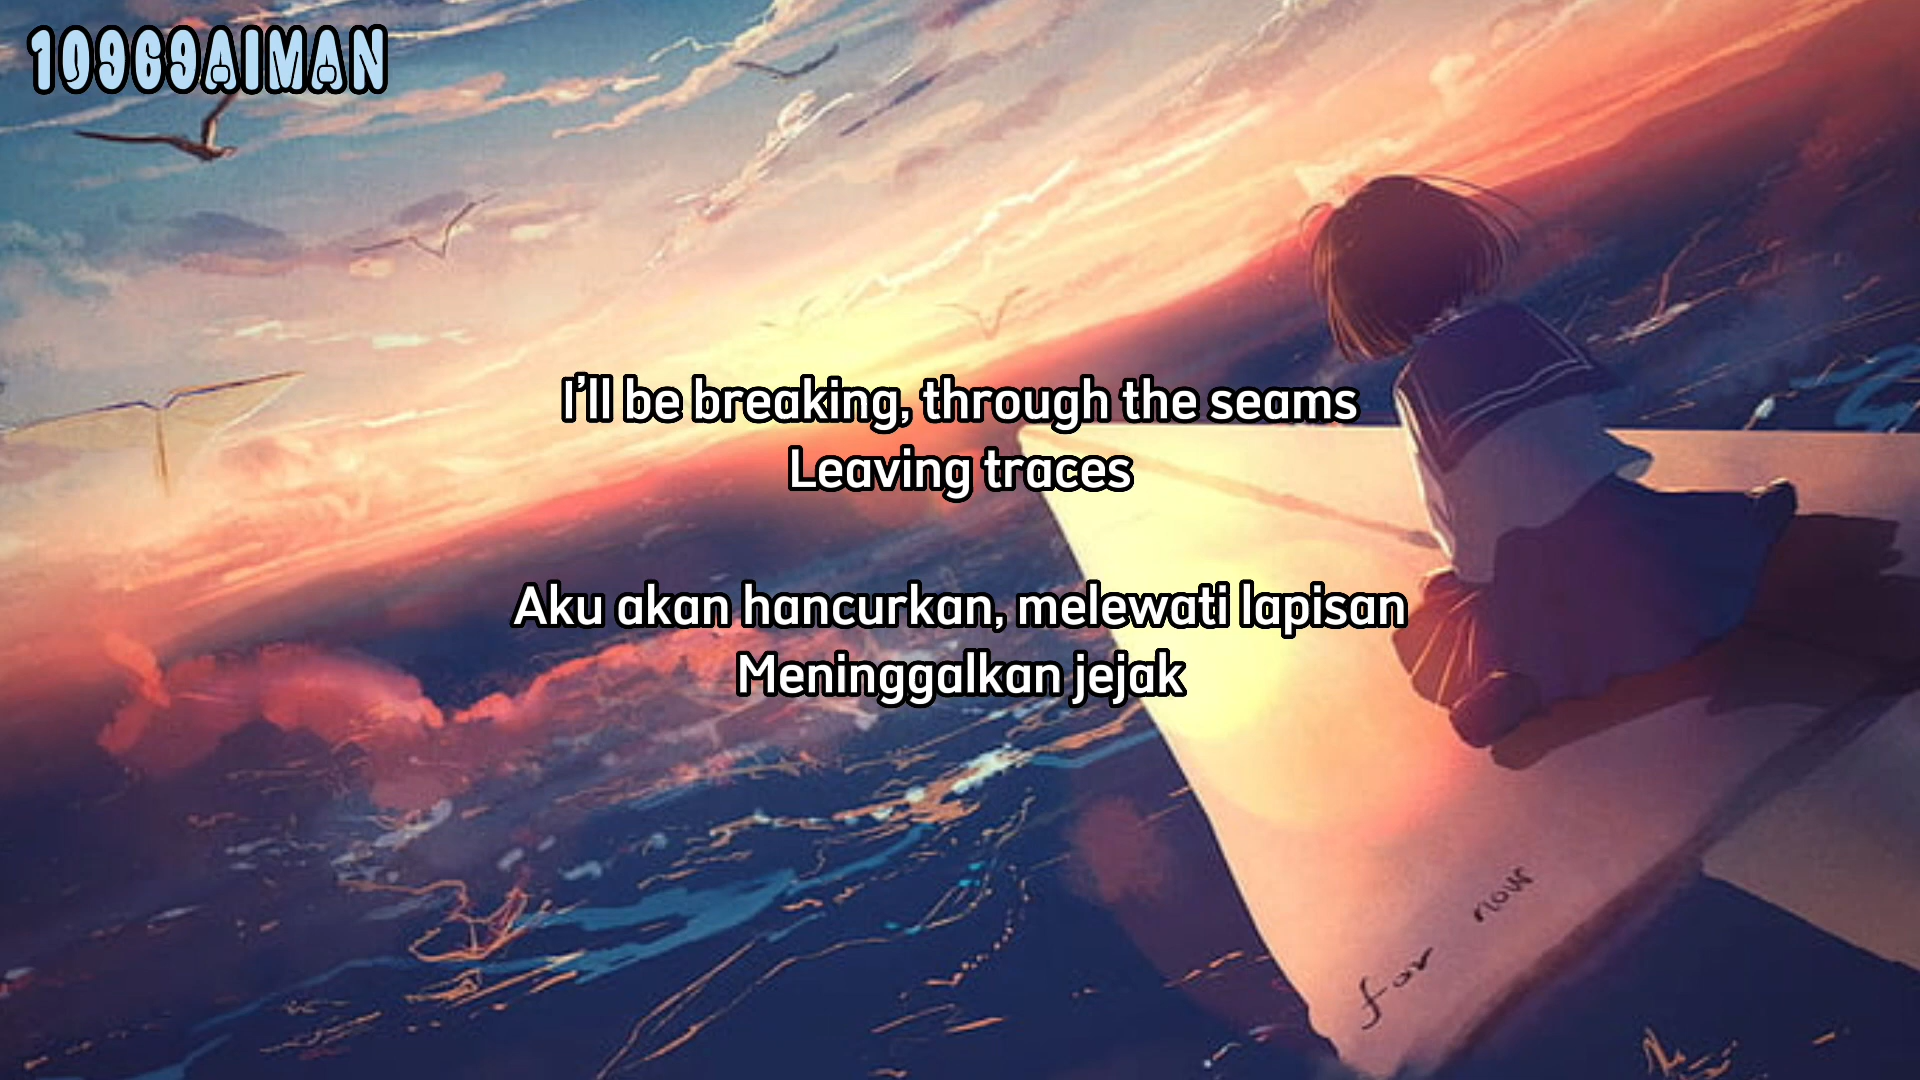 10969AIMAN
I'll be breaking, through the seams
Leaving traces
Aku akan hancurkan, melewati lapisan
Meninggalkan jejak
for now